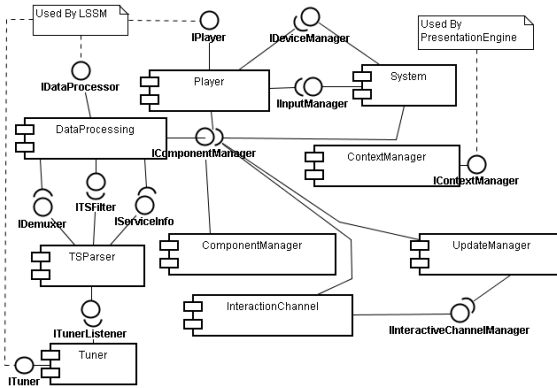 Used By LSSM
IPlayer
IDeviceManager
Used By
PresentationEngine
IDataProcessor
Player
System
IInputManager
DataProcessing
IComponentManager
ContextManager
IContextManager
IDemuxer
ITSFilter
IServiceInfo
TSParser
ComponentManager
UpdateManager
InteractionChannel
ITunerListener
IInteractiveChannelManager
Tuner
ITuner